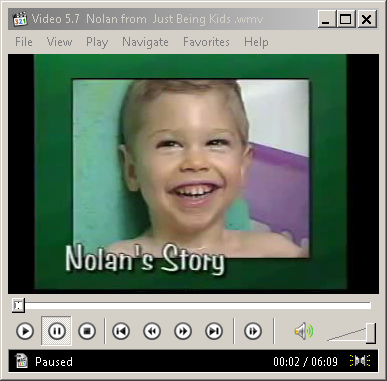 Video 5.7 Nolan from Just Being Kids .wmv
File View Play Navigate Favorites Help
Nolan's Story
Paused 00:02 / 06:09